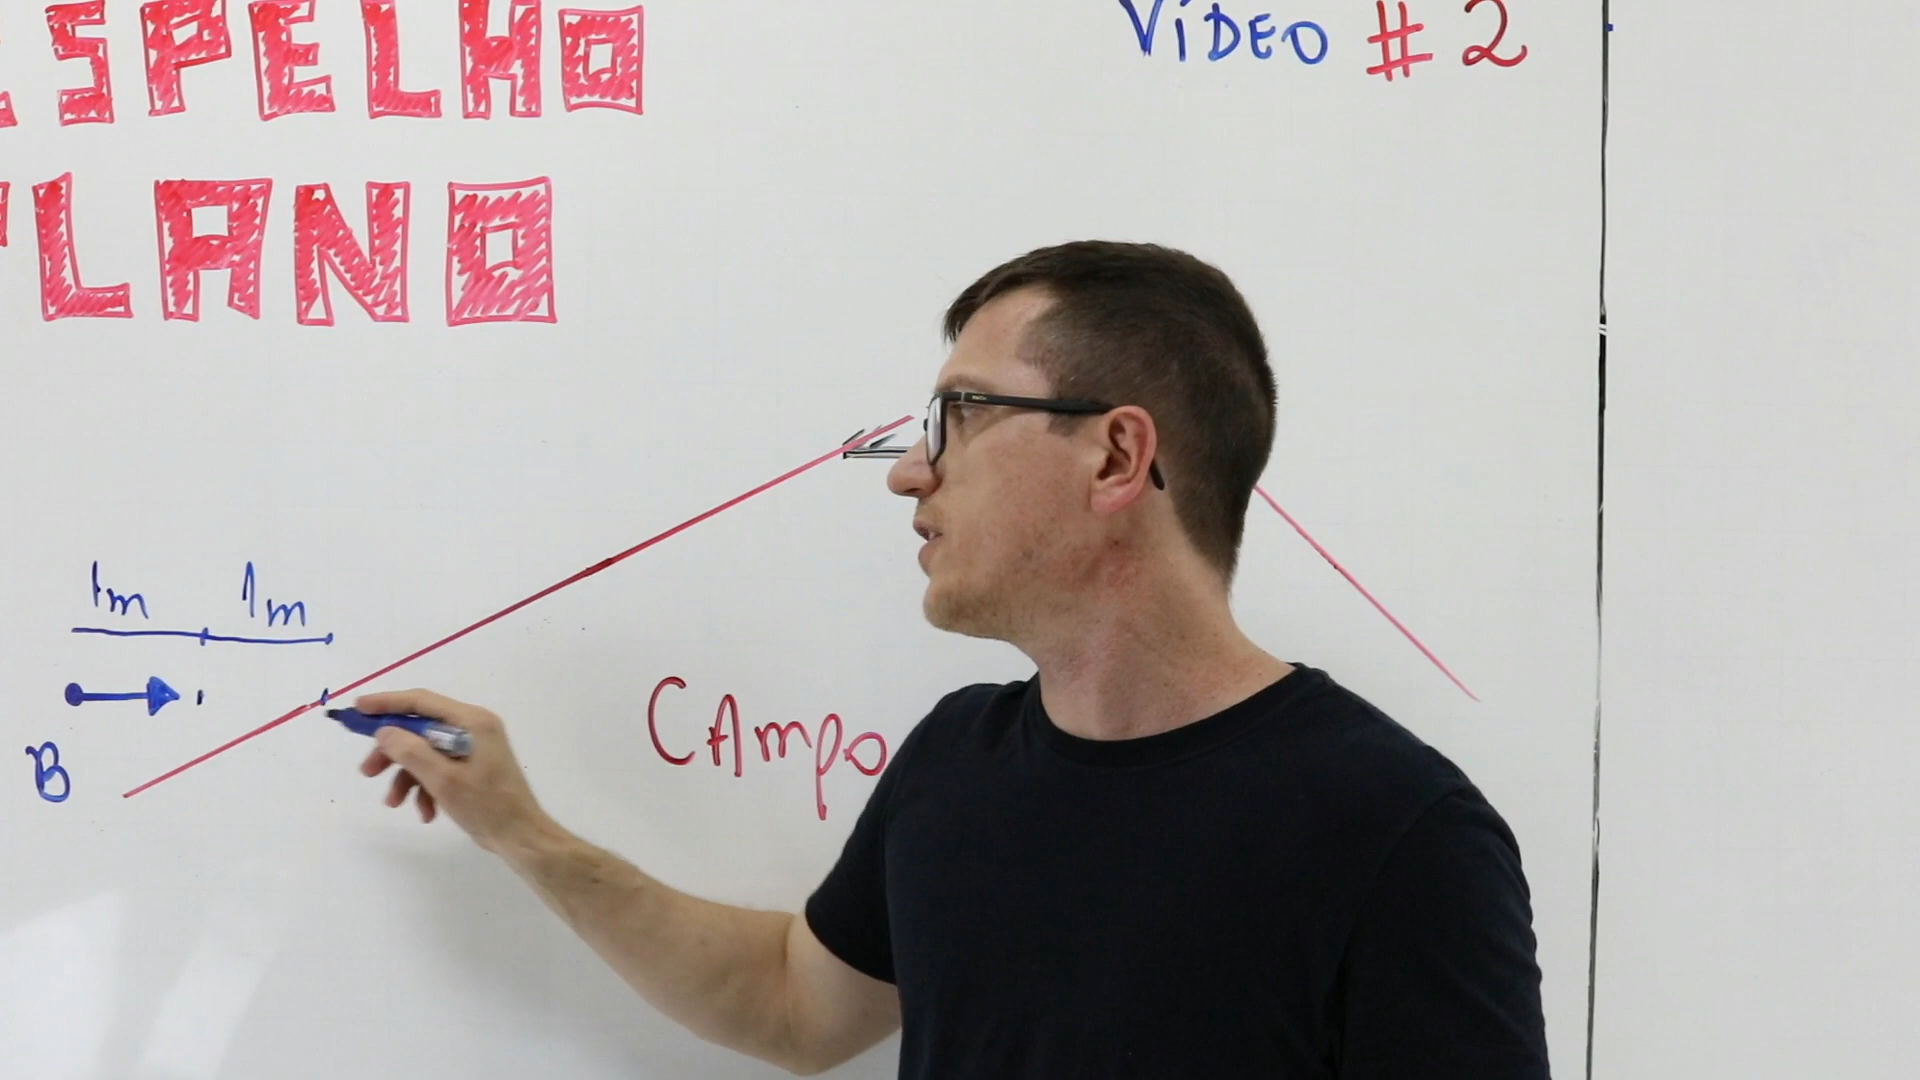 ESPELHO
PLANO
VÍDEO # 2
1m 1m
B
CAMPO